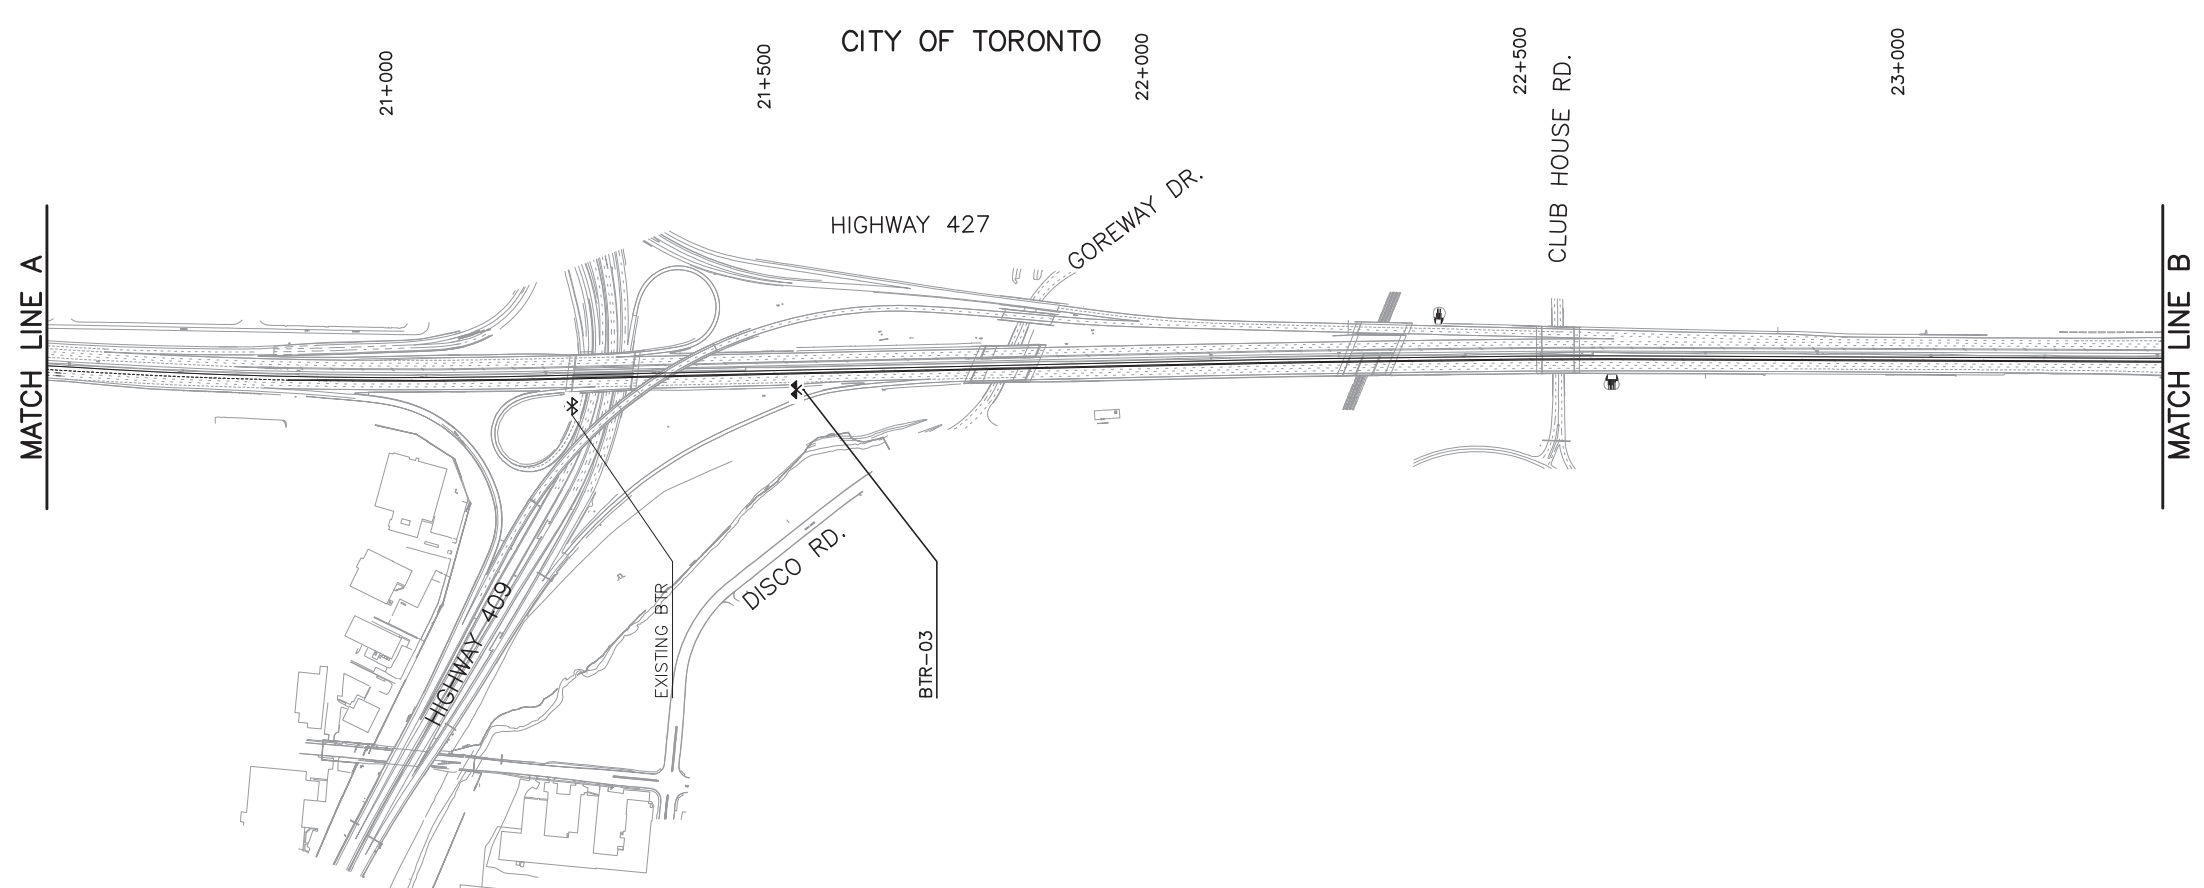 CITY OF TORONTO
21+000
21+500
22+000
22+500
CLUB HOUSE RD.
23+000
HIGHWAY 427
GOREWAY DR.
MATCH LINE A
MATCH LINE B
DISCO RD.
HIGHWAY 409
EXISTING BTR
BTR-03